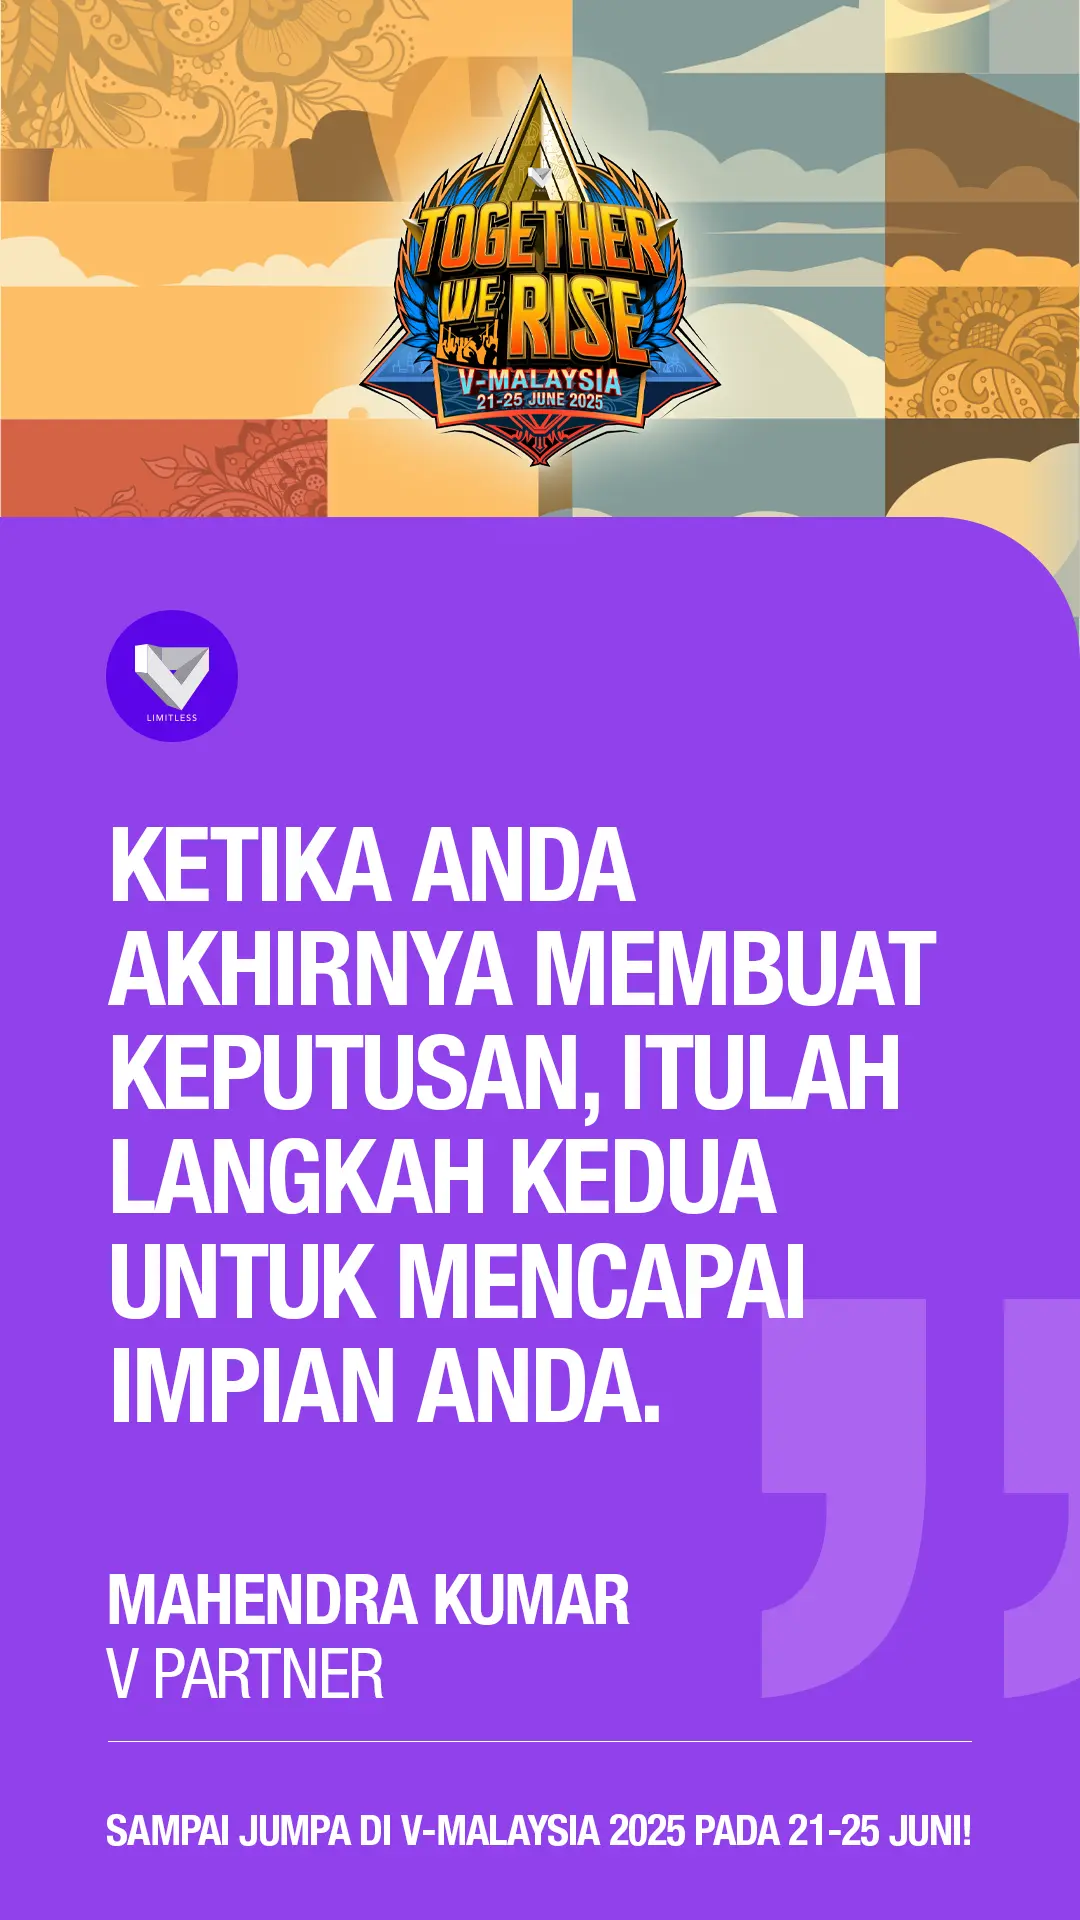 TOGETHER
WE RISE
V-MALAYSIA
21-25 JUNE 2025
LIMITLESS
KETIKA ANDA
AKHIRNYA MEMBUAT
KEPUTUSAN, ITULAH
LANGKAH KEDUA
UNTUK MENCAPAI
IMPIAN ANDA.
MAHENDRA KUMAR
V PARTNER
SAMPAI JUMPA DI V-MALAYSIA 2025 PADA 21-25 JUNI!